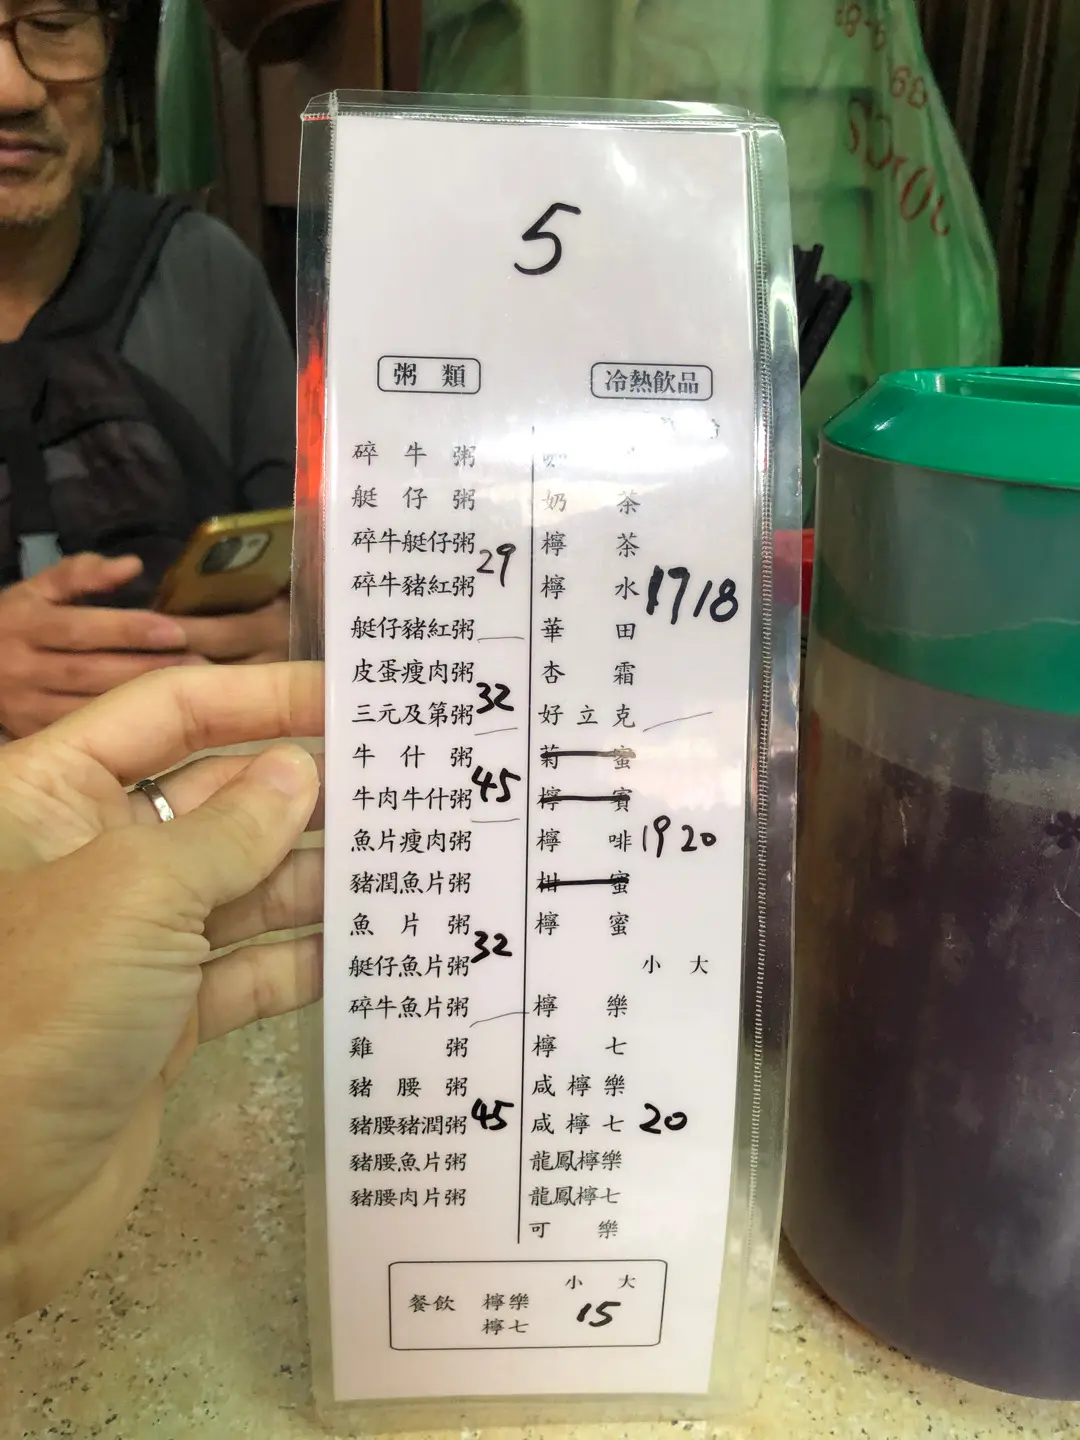 5
粥 類
碎 牛 粥
艇 仔 粥
碎牛艇仔粥
29
碎牛豬紅粥
艇仔豬紅粥
皮蛋瘦肉粥
32
三元及第粥
牛 什 粥
45
牛肉牛什粥
魚片瘦肉粥
豬潤魚片粥
魚 片 粥
32
艇仔魚片粥
碎牛魚片粥
雞 粥
豬 腰 粥
45
豬腰豬潤粥
豬腰魚片粥
豬腰肉片粥
冷熱飲品
奶 茶
檸 茶
檸 水 17 18
華 田
杏 霜
好 立 克
菊 蜜
檸 賓
檸 啡 19 20
柑 蜜
檸 蜜
小 大
檸 樂
檸 七
咸 檸 樂
咸 檸 七 20
龍鳳檸樂
龍鳳檸七
可 樂
小 大
餐飲 檸樂 15
檸七